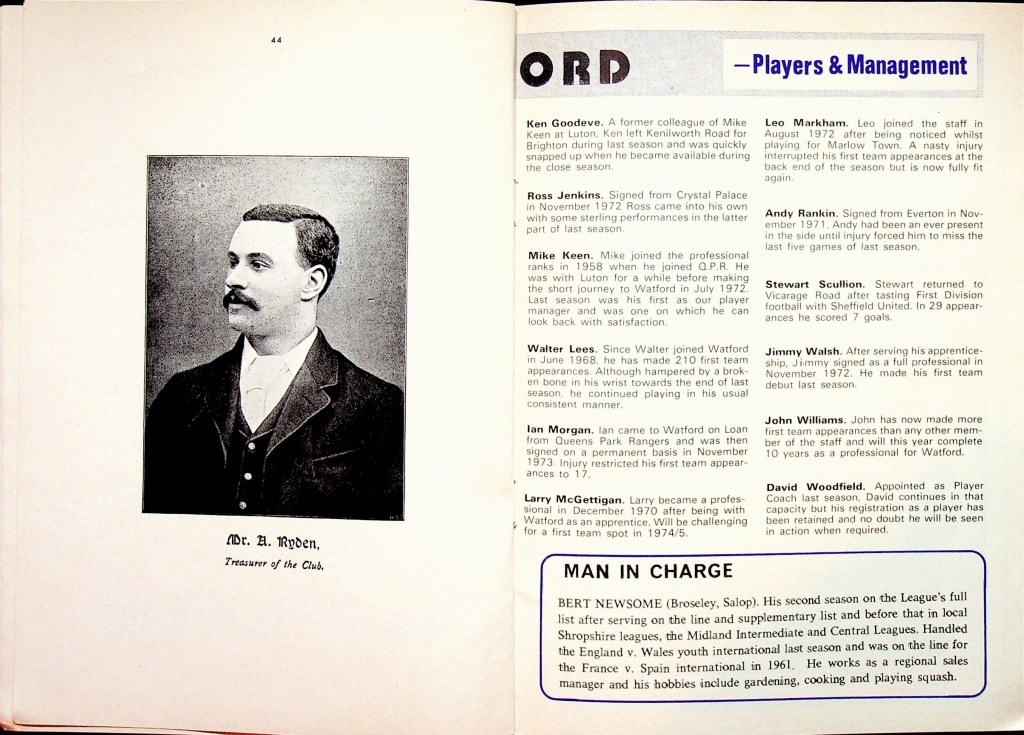 44
Mr. A. Ryden,
Treasurer of the Club.
ORD
—Players & Management
Ken Goodeve. A former colleague of Mike
Keen at Luton, Ken left Kenilworth Road for
Brighton during last season and was quickly
snapped up when he became available during
the close season.
Ross Jenkins. Signed from Crystal Palace
in November 1972 Ross came into his own
with some sterling performances in the latter
part of last season.
Mike Keen. Mike joined the professional
ranks in 1958 when he joined Q.P.R. He
was with Luton for a while before making
the short journey to Watford in July 1972.
Last season was his first as our player
manager and was one on which he can
look back with satisfaction.
Walter Lees. Since Walter joined Watford
in June 1968, he has made 210 first team
appearances. Although hampered by a brok-
en bone in his wrist towards the end of last
season, he continued playing in his usual
consistent manner.
Ian Morgan. Ian came to Watford on Loan
from Queens Park Rangers and was then
signed on a permanent basis in November
1973. Injury restricted his first team appear-
ances to 17.
Larry McGettigan. Larry became a profes-
sional in December 1970 after being with
Watford as an apprentice. Will be challenging
for a first team spot in 1974/5.
Leo Markham. Leo joined the staff in
August 1972 after being noticed whilst
playing for Marlow Town. A nasty injury
interrupted his first team appearances at the
back end of the season but is now fully fit
again.
Andy Rankin. Signed from Everton in Nov-
ember 1971, Andy had been an ever present
in the side until injury forced him to miss the
last five games of last season.
Stewart Scullion. Stewart returned to
Vicarage Road after tasting First Division
football with Sheffield United. In 29 appear-
ances he scored 7 goals.
Jimmy Walsh. After serving his apprentice-
ship, Jimmy signed as a full professional in
November 1972. He made his first team
debut last season.
John Williams. John has now made more
first team appearances than any other mem-
ber of the staff and will this year complete
10 years as a professional for Watford.
David Woodfield. Appointed as Player
Coach last season, David continues in that
capacity but his registration as a player has
been retained and no doubt he will be seen
in action when required.
MAN IN CHARGE
BERT NEWSOME (Broseley, Salop). His second season on the League's full
list after serving on the line and supplementary list and before that in local
Shropshire leagues, the Midland Intermediate and Central Leagues. Handled
the England v. Wales youth international last season and was on the line for
the France v. Spain international in 1961. He works as a regional sales
manager and his hobbies include gardening, cooking and playing squash.